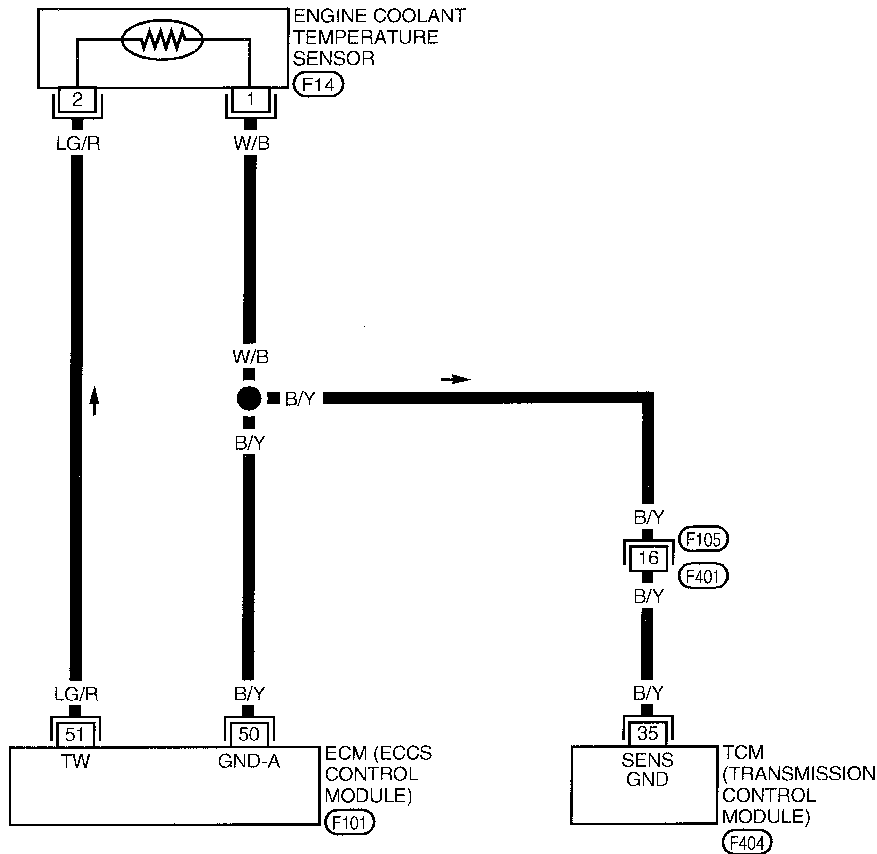 ENGINE COOLANT
TEMPERATURE
SENSOR
F14
2
1
LG/R
W/B
W/B
B/Y
B/Y
B/Y
F105
16
F401
B/Y
LG/R
B/Y
B/Y
51
50
35
TW
GND-A
ECM (ECCS
CONTROL
MODULE)
F101
SENS
GND
TCM
(TRANSMISSION
CONTROL
MODULE)
F404